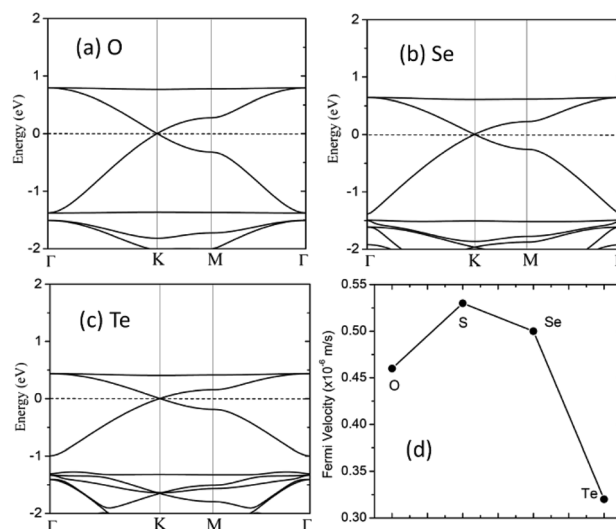 (a) O
Energy (eV)
2
1
0
-1
-2
Γ K M Γ
(b) Se
Energy (eV)
2
1
0
-1
-2
Γ K M
(c) Te
Energy (eV)
2
1
0
-1
-2
Γ K M Γ
(d)
Fermi Velocity (x10⁻⁶ m/s)
0.55
0.50
0.45
0.35
0.30
O
S
Se
Te